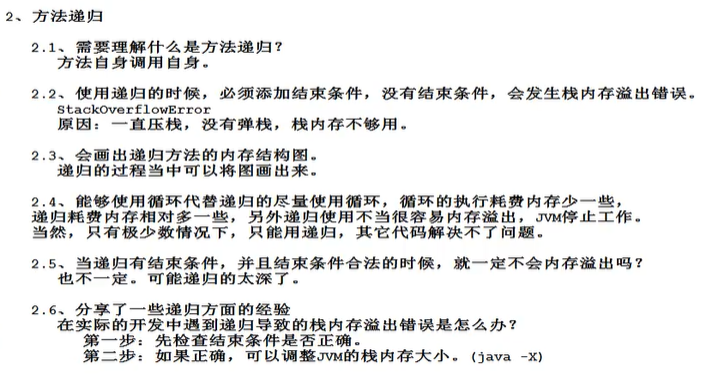 2、方法递归
2.1、需要理解什么是方法递归？
方法自身调用自身。
2.2、使用递归的时候，必须添加结束条件，没有结束条件，会发生栈内存溢出错误。
StackOverflowError
原因：一直压栈，没有弹栈，栈内存不够用。
2.3、会画出递归方法的内存结构图。
递归的过程当中可以将图画出来。
2.4、能够使用循环代替递归的尽量使用循环，循环的执行耗费内存少一些，
递归耗费内存相对多一些，另外递归使用不当很容易内存溢出，JVM停止工作。
当然，只有极少数情况下，只能用递归，其它代码解决不了问题。
2.5、当递归有结束条件，并且结束条件合法的时候，就一定不会内存溢出吗？
也不一定。可能递归的太深了。
2.6、分享了一些递归方面的经验
在实际的开发中遇到递归导致的栈内存溢出错误是怎么办？
第一步：先检查结束条件是否正确。
第二步：如果正确，可以调整JVM的栈内存大小。(java -X)